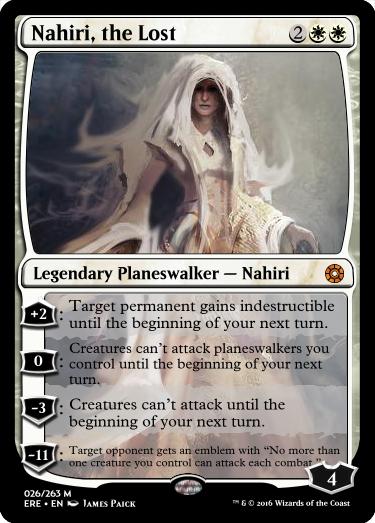 Nahiri, the Lost 2
Legendary Planeswalker — Nahiri
+2: Target permanent gains indestructible
until the beginning of your next turn.
0: Creatures can't attack planeswalkers you
control until the beginning of your next
turn.
-3: Creatures can't attack until the
beginning of your next turn.
-11: Target opponent gets an emblem with “No more than
one creature you control can attack each combat.”
4
026/263 M
ERE • EN James Paick
™ & © 2016 Wizards of the Coast